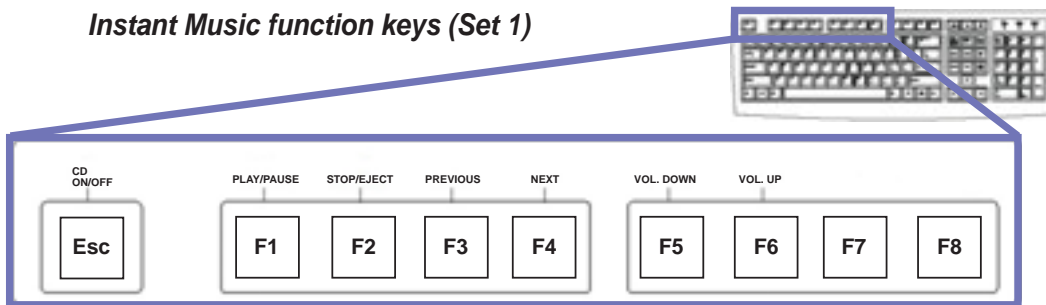 Instant Music function keys (Set 1)
CD
ON/OFF
PLAY/PAUSE STOP/EJECT PREVIOUS NEXT VOL. DOWN VOL. UP
Esc F1 F2 F3 F4 F5 F6 F7 F8